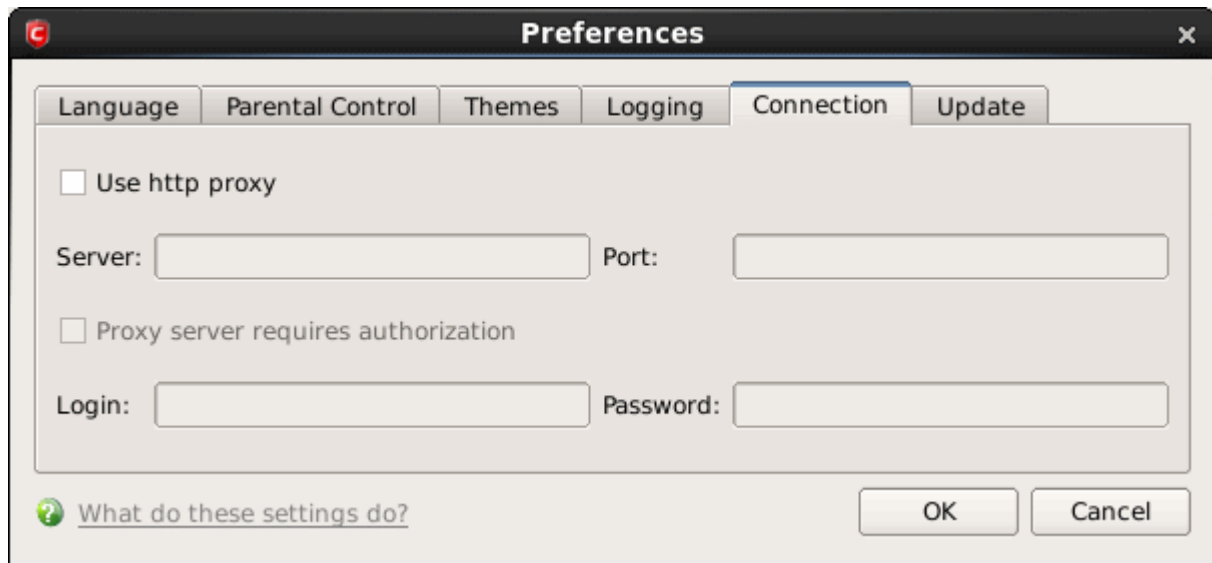 Preferences
Language Parental Control Themes Logging Connection Update
Use http proxy
Server: Port:
Proxy server requires authorization
Login: Password:
What do these settings do? OK Cancel